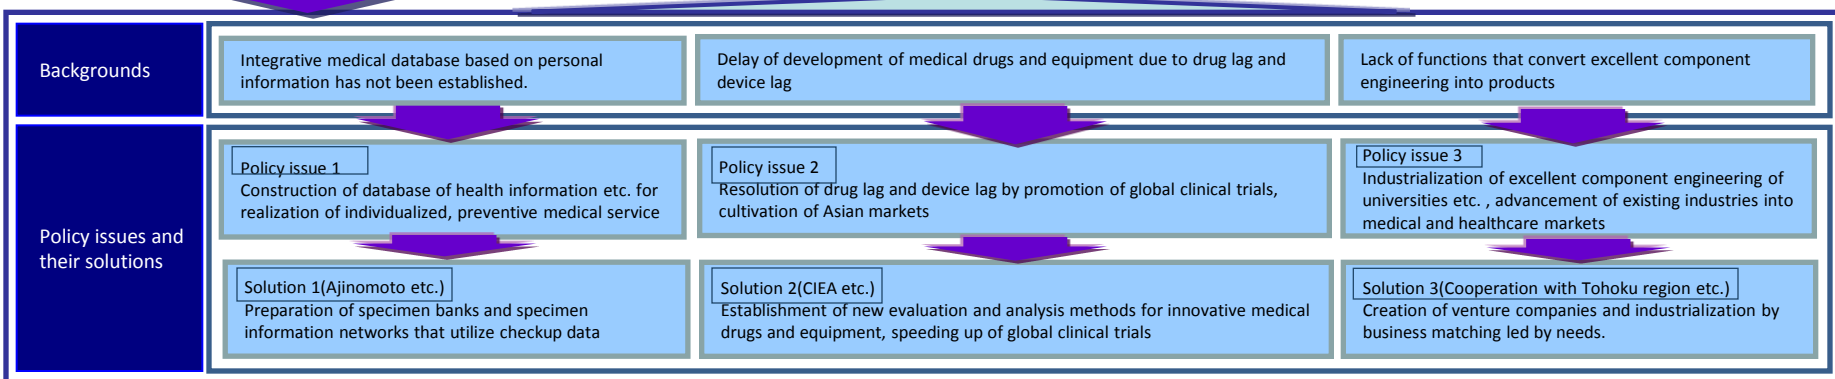 Backgrounds
Integrative medical database based on personal
information has not been established.
Delay of development of medical drugs and equipment due to drug lag and
device lag
Lack of functions that convert excellent component
engineering into products
Policy issues and
their solutions
Policy issue 1
Construction of database of health information etc. for
realization of individualized, preventive medical service
Policy issue 2
Resolution of drug lag and device lag by promotion of global clinical trials,
cultivation of Asian markets
Policy issue 3
Industrialization of excellent component engineering of
universities etc. , advancement of existing industries into
medical and healthcare markets
Solution 1(Ajinomoto etc.)
Preparation of specimen banks and specimen
information networks that utilize checkup data
Solution 2(CIEA etc.)
Establishment of new evaluation and analysis methods for innovative medical
drugs and equipment, speeding up of global clinical trials
Solution 3(Cooperation with Tohoku region etc.)
Creation of venture companies and industrialization by
business matching led by needs.